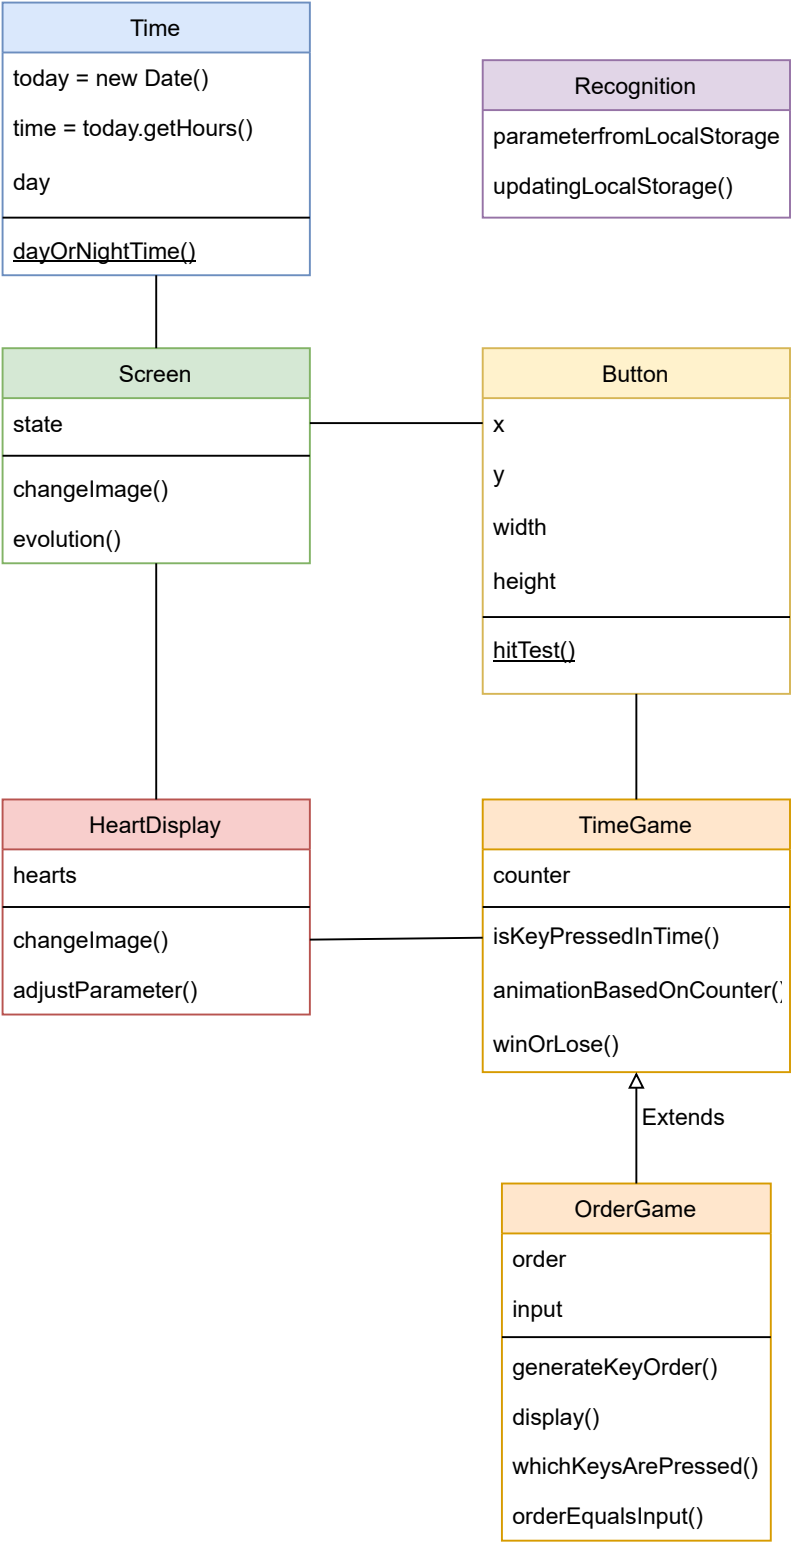 Time
today = new Date()
time = today.getHours()
day
dayOrNightTime()
Recognition
parameterfromLocalStorage
updatingLocalStorage()
Screen
state
changeImage()
evolution()
Button
x
y
width
height
hitTest()
HeartDisplay
hearts
changeImage()
adjustParameter()
TimeGame
counter
isKeyPressedInTime()
animationBasedOnCounter()
winOrLose()
Extends
OrderGame
order
input
generateKeyOrder()
display()
whichKeysArePressed()
orderEqualsInput()